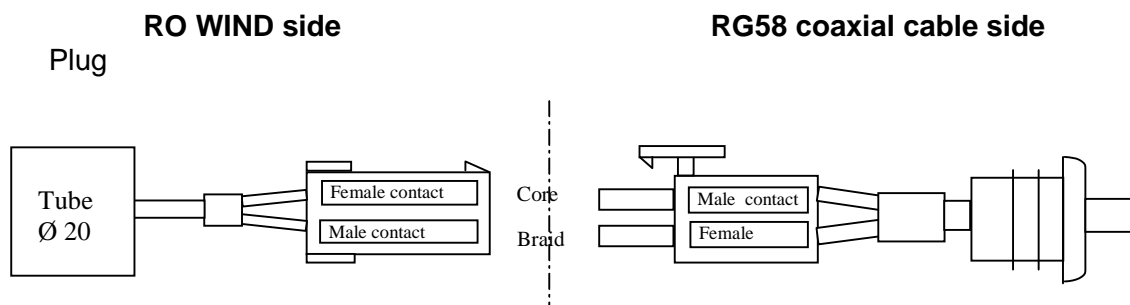 RO WIND side
RG58 coaxial cable side
Plug
Tube
Ø 20
Female contact
Male contact
Core
Braid
Male contact
Female